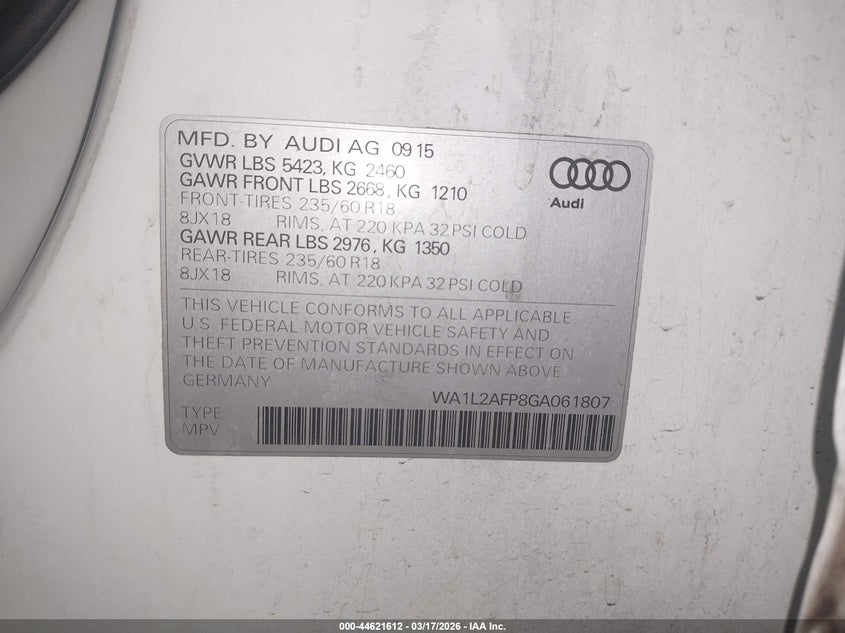 MFD. BY AUDI AG 09 15
GVWR LBS 5423, KG 2460
GAWR FRONT LBS 2668, KG 1210
FRONT-TIRES 235/60 R18
8JX18 RIMS, AT 220 KPA 32 PSI COLD
GAWR REAR LBS 2976, KG 1350
REAR-TIRES 235/60 R18
8JX18 RIMS, AT 220 KPA 32 PSI COLD
Audi
THIS VEHICLE CONFORMS TO ALL APPLICABLE
U.S. FEDERAL MOTOR VEHICLE SAFETY AND
THEFT PREVENTION STANDARDS IN EFFECT ON
THE DATE OF MANUFACTURE SHOWN ABOVE.
GERMANY
WA1L2AFP8GA061807
TYPE
MPV
000-44621612 - 03/17/2026 - IAA Inc.